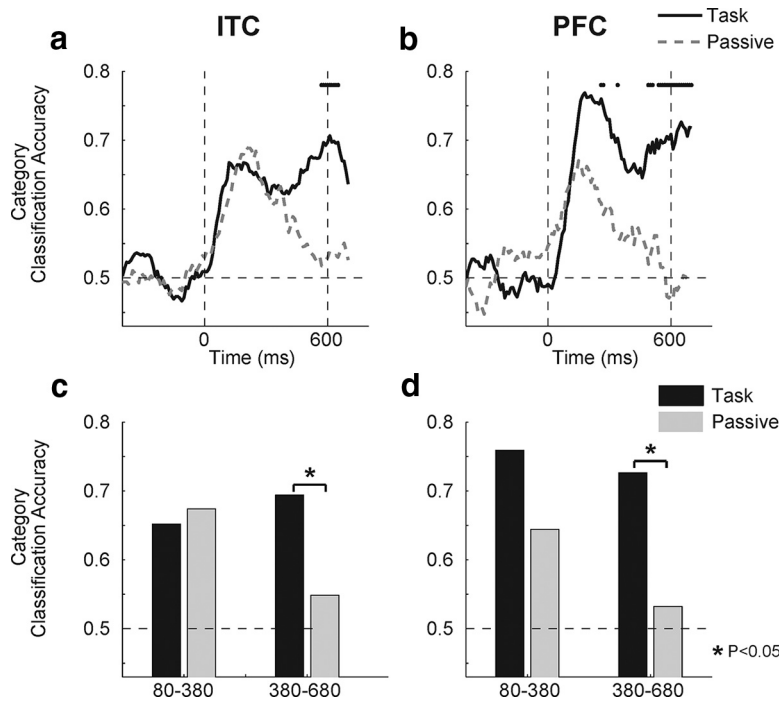 ITC
PFC
Task
Passive
a
b
0.8
0.7
0.6
0.5
Category
Classification Accuracy
0
600
Time (ms)
0.8
0.7
0.6
0.5
0
600
Time (ms)
c
d
Task
Passive
0.8
0.7
0.6
0.5
Category
Classification Accuracy
*
80-380
380-680
0.8
0.7
0.6
0.5
*
80-380
380-680
* P<0.05